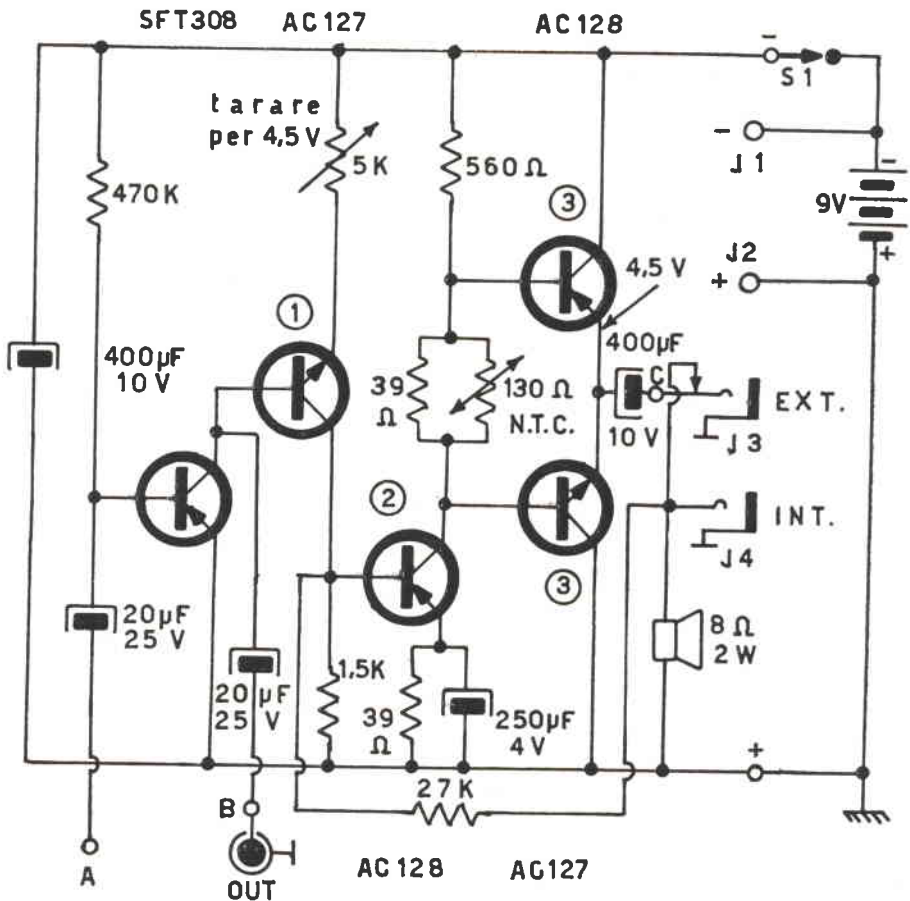 SFT308 AC127 AC128
- S1
tarare
per 4,5 V
5K
560 Ω
- J1
470K
③
9V
-
+
J2
+
4,5 V
①
400µF
10 V
400µF
C
39
Ω
130 Ω
N.T.C.
10 V
EXT.
J3
②
INT.
J4
③
20µF
25 V
8 Ω
2 W
1,5K
20 µF
25 V
39
Ω
250µF
4V
+
27K
B
A
OUT
AC128 AC127